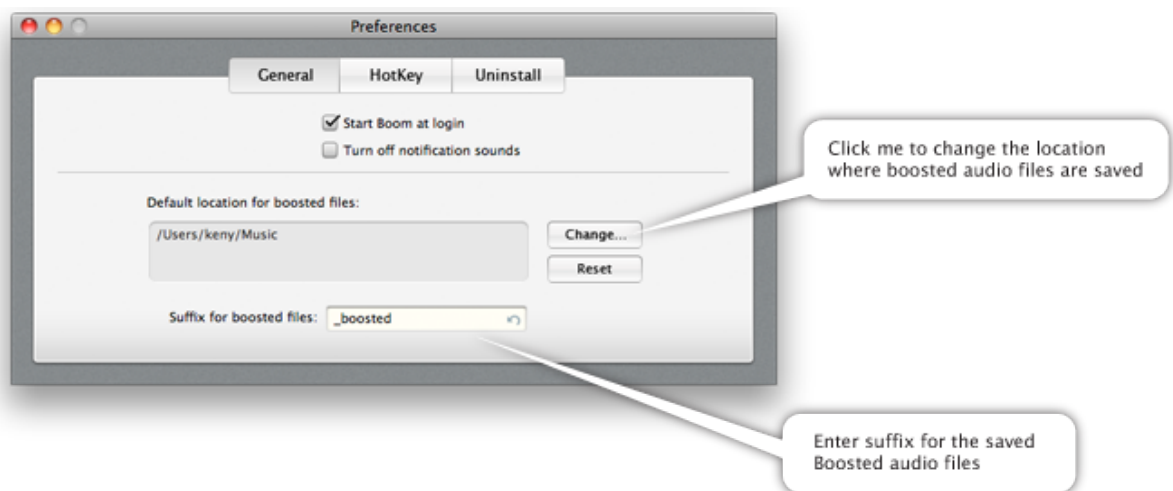 Preferences
General HotKey Uninstall
Start Boom at login
Turn off notification sounds
Click me to change the location
where boosted audio files are saved
Default location for boosted files:
/Users/keny/Music
Change...
Reset
Suffix for boosted files: _boosted
Enter suffix for the saved
Boosted audio files